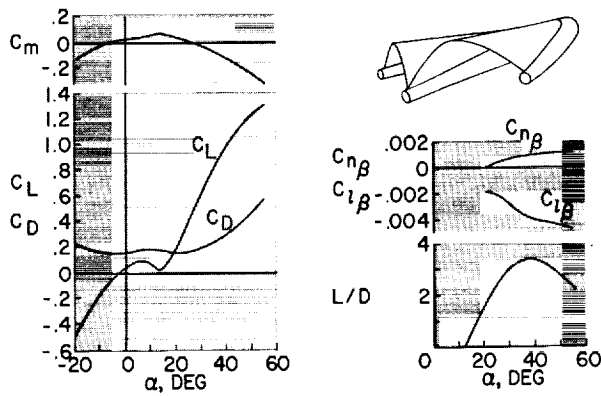 Cm
.2
0
-.2
1.4
1.2
1.0
.8
CL
CD
.6
.4
.2
0
-.2
-.4
-.6
CL
CD
-20 0 20 40 60
α, DEG
Cnβ
0.002
Cnβ
0
Clβ
-.002
-.004
Clβ
4
L/D
2
0 20 40 60
α, DEG